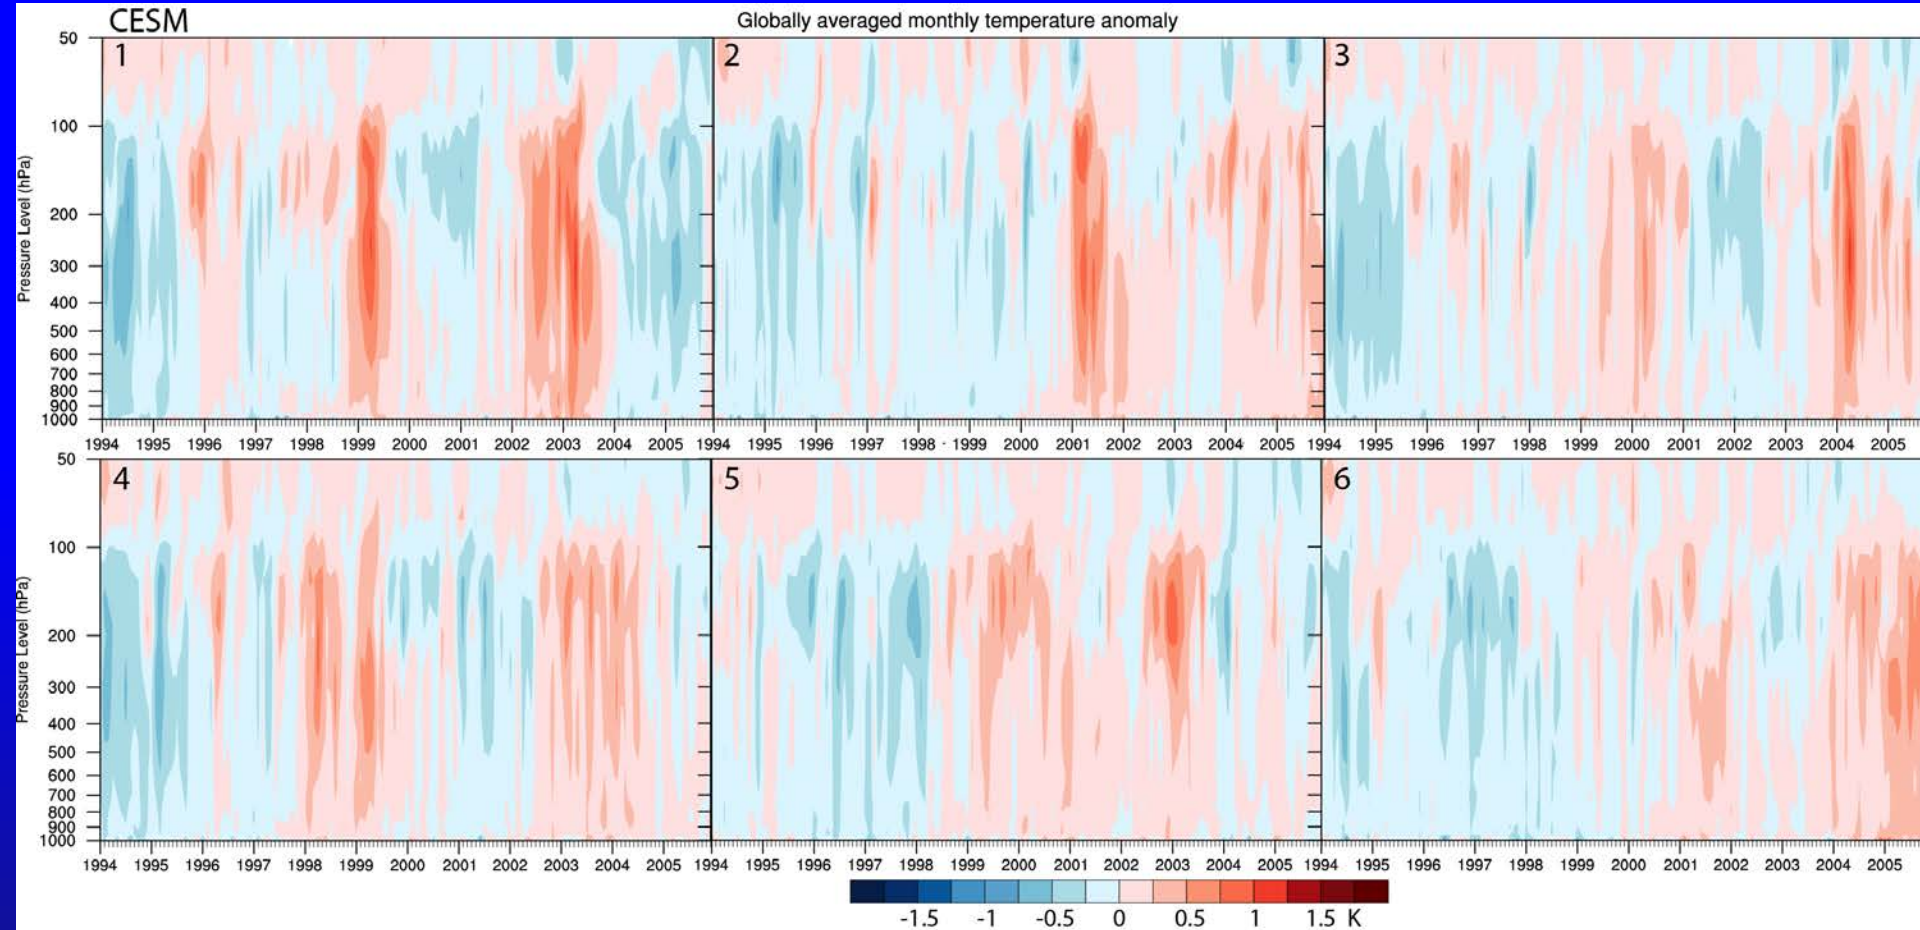 CESM
Globally averaged monthly temperature anomaly
1
2
3
Pressure Level (hPa)
50
100
200
300
400
500
600
700
800
900
1000
1994 1995 1996 1997 1998 1999 2000 2001 2002 2003 2004 2005
1994 1995 1996 1997 1998 1999 2000 2001 2002 2003 2004 2005
1994 1995 1996 1997 1998 1999 2000 2001 2002 2003 2004 2005
4
5
6
Pressure Level (hPa)
50
100
200
300
400
500
600
700
800
900
1000
1994 1995 1996 1997 1998 1999 2000 2001 2002 2003 2004 2005
1994 1995 1996 1997 1998 1999 2000 2001 2002 2003 2004 2005
1994 1995 1996 1997 1998 1999 2000 2001 2002 2003 2004 2005
-1.5 -1 -0.5 0 0.5 1 1.5 K